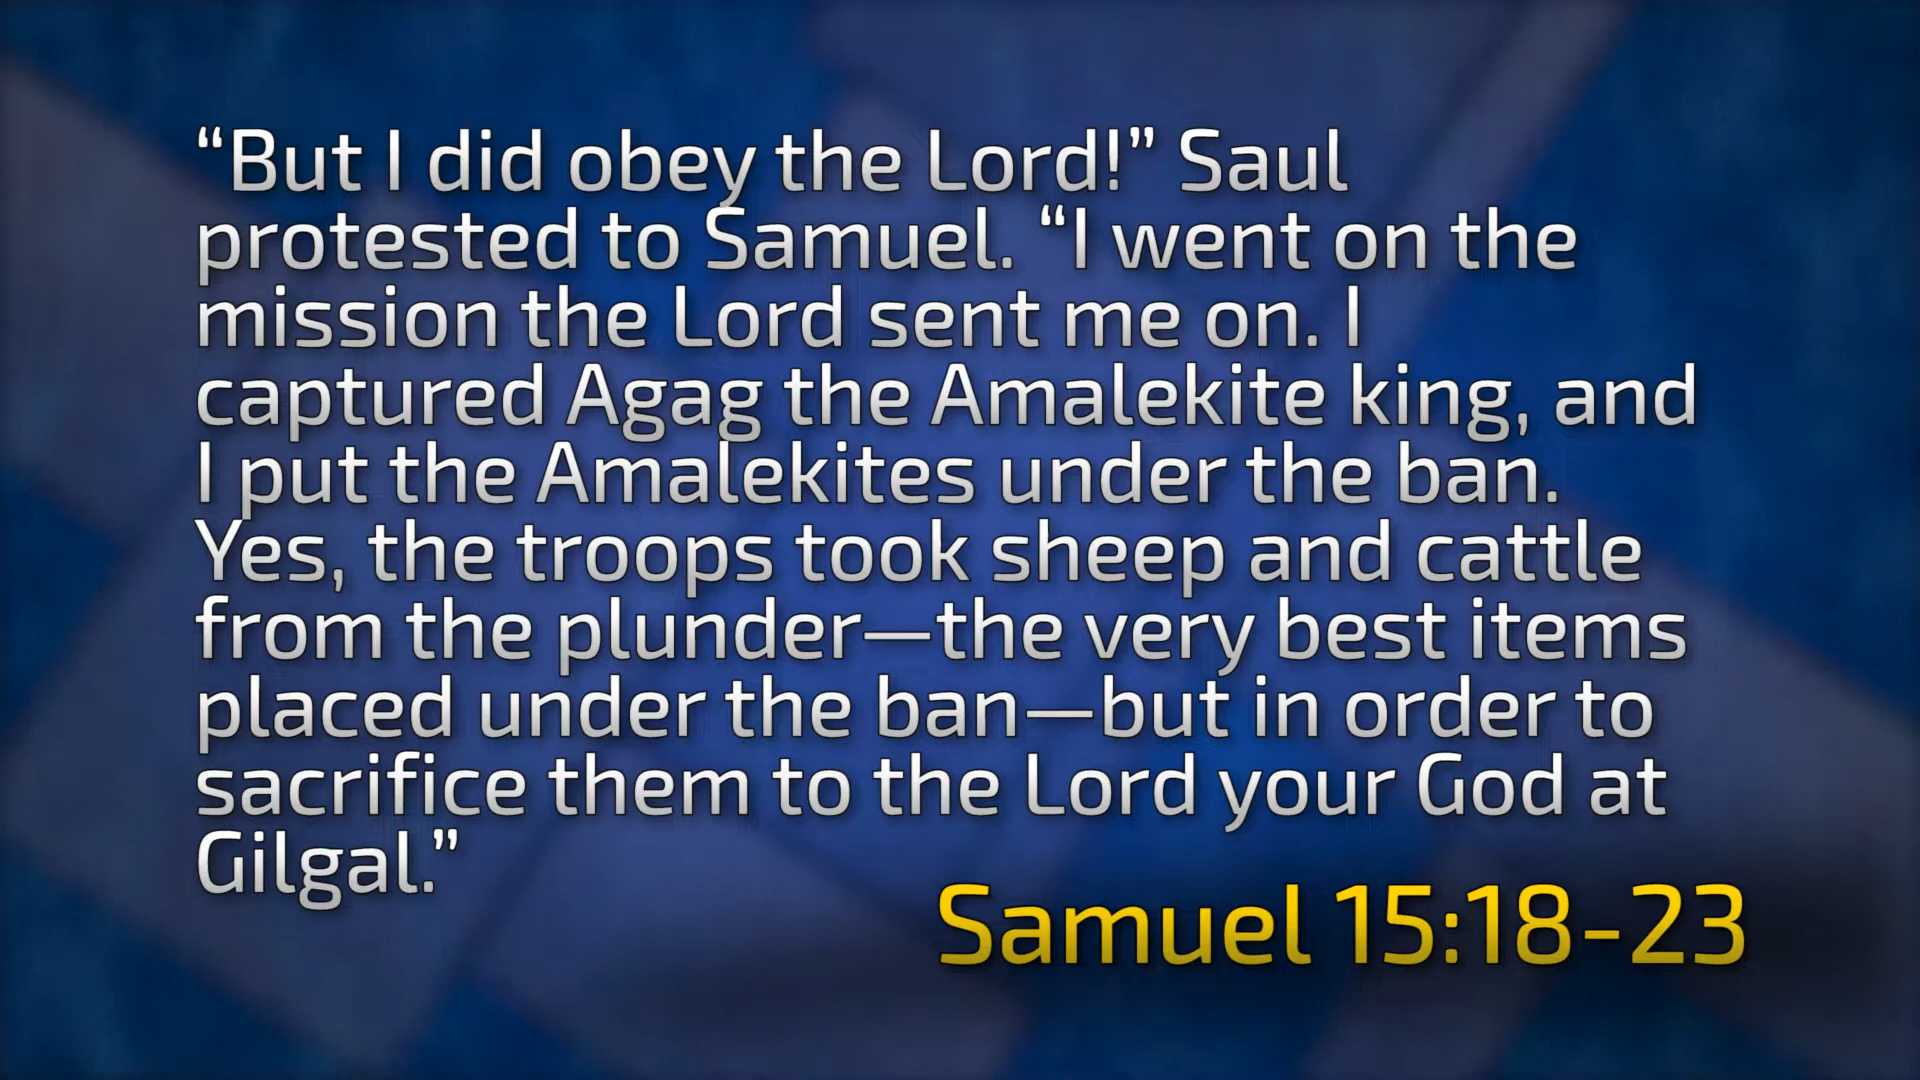 “But I did obey the Lord!” Saul
protested to Samuel. “I went on the
mission the Lord sent me on. I
captured Agag the Amalekite king, and
I put the Amalekites under the ban.
Yes, the troops took sheep and cattle
from the plunder—the very best items
placed under the ban—but in order to
sacrifice them to the Lord your God at
Gilgal.”
Samuel 15:18-23